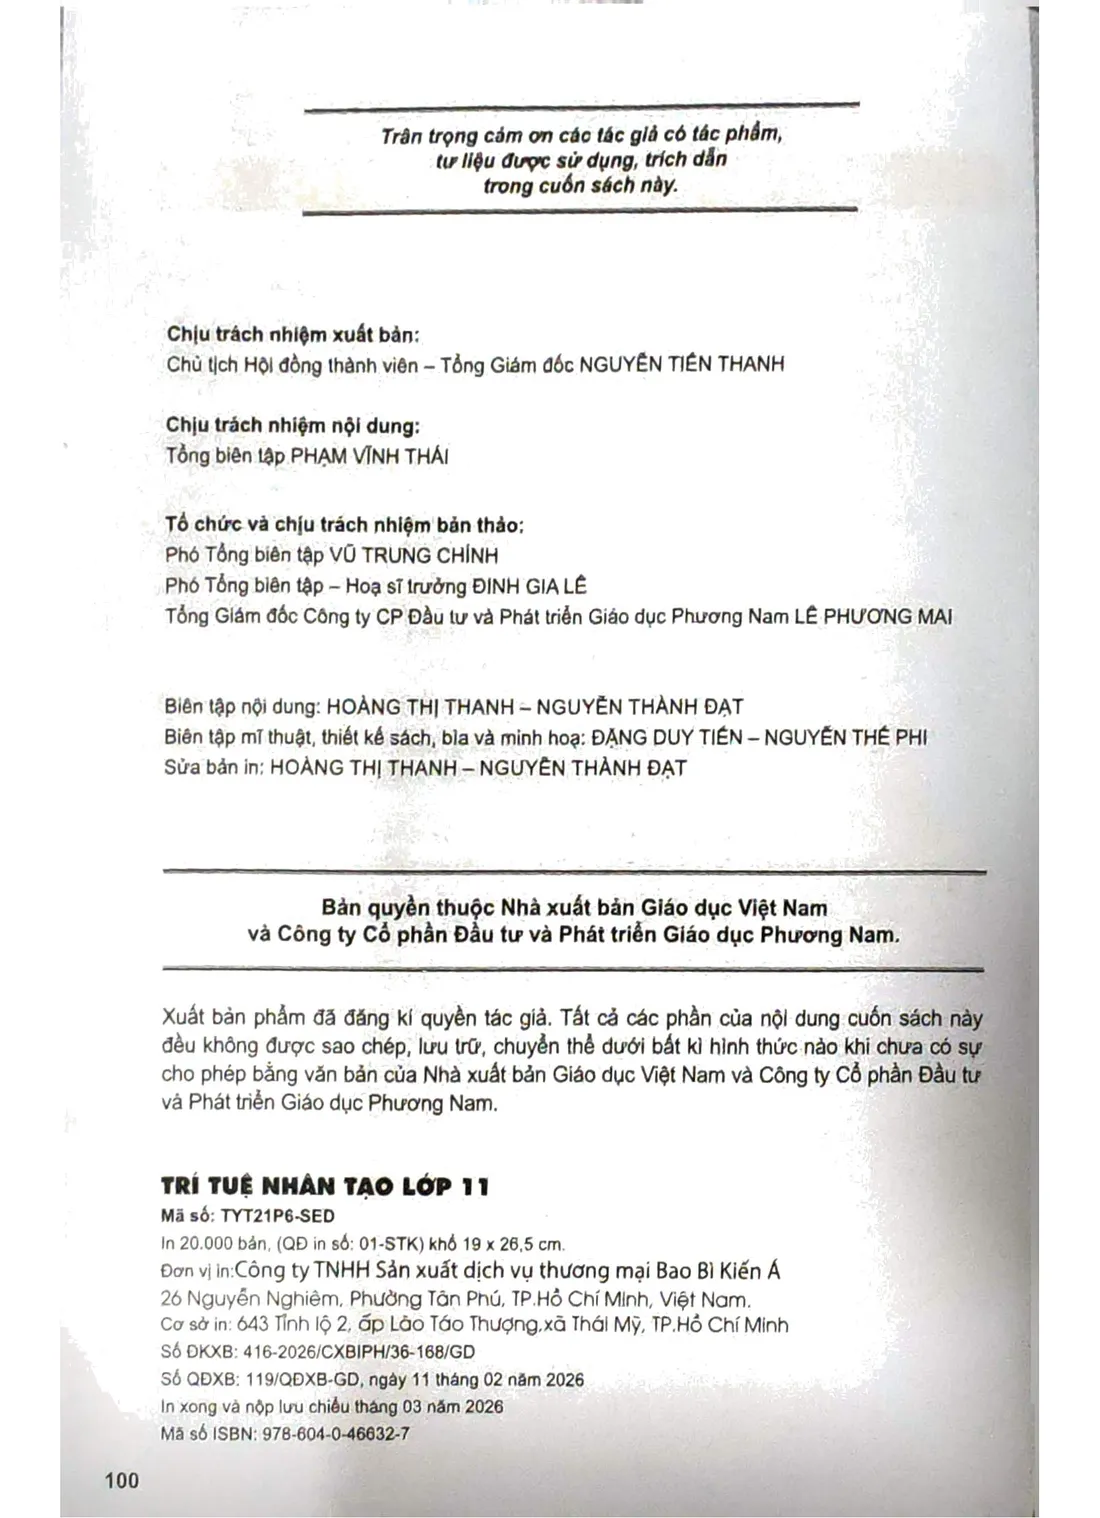 Trân trọng cảm ơn các tác giả có tác phẩm,
tư liệu được sử dụng, trích dẫn
trong cuốn sách này.
Chịu trách nhiệm xuất bản:
Chủ tịch Hội đồng thành viên – Tổng Giám đốc NGUYỄN TIẾN THANH
Chịu trách nhiệm nội dung:
Tổng biên tập PHẠM VĨNH THÁI
Tổ chức và chịu trách nhiệm bản thảo:
Phó Tổng biên tập VŨ TRUNG CHÍNH
Phó Tổng biên tập – Hoạ sĩ trưởng ĐINH GIA LÊ
Tổng Giám đốc Công ty CP Đầu tư và Phát triển Giáo dục Phương Nam LÊ PHƯƠNG MAI
Biên tập nội dung: HOÀNG THỊ THANH – NGUYỄN THÀNH ĐẠT
Biên tập mĩ thuật, thiết kế sách, bìa và minh hoạ: ĐẶNG DUY TIẾN – NGUYỄN THẾ PHI
Sửa bản in: HOÀNG THỊ THANH – NGUYỄN THÀNH ĐẠT
Bản quyền thuộc Nhà xuất bản Giáo dục Việt Nam
và Công ty Cổ phần Đầu tư và Phát triển Giáo dục Phương Nam.
Xuất bản phẩm đã đăng kí quyền tác giả. Tất cả các phần của nội dung cuốn sách này
đều không được sao chép, lưu trữ, chuyển thể dưới bất kì hình thức nào khi chưa có sự
cho phép bằng văn bản của Nhà xuất bản Giáo dục Việt Nam và Công ty Cổ phần Đầu tư
và Phát triển Giáo dục Phương Nam.
TRÍ TUỆ NHÂN TẠO LỚP 11
Mã số: TYT21P6-SED
In 20.000 bản, (QĐ in số: 01-STK) khổ 19 x 26,5 cm.
Đơn vị in:Công ty TNHH Sản xuất dịch vụ thương mại Bao Bì Kiến Á
26 Nguyễn Nghiêm, Phường Tân Phú, TP.Hồ Chí Minh, Việt Nam.
Cơ sở in: 643 Tỉnh lộ 2, ấp Lào Táo Thượng,xã Thái Mỹ, TP.Hồ Chí Minh
Số ĐKXB: 416-2026/CXBIPH/36-168/GD
Số QĐXB: 119/QĐXB-GD, ngày 11 tháng 02 năm 2026
In xong và nộp lưu chiểu tháng 03 năm 2026
Mã số ISBN: 978-604-0-46632-7
100